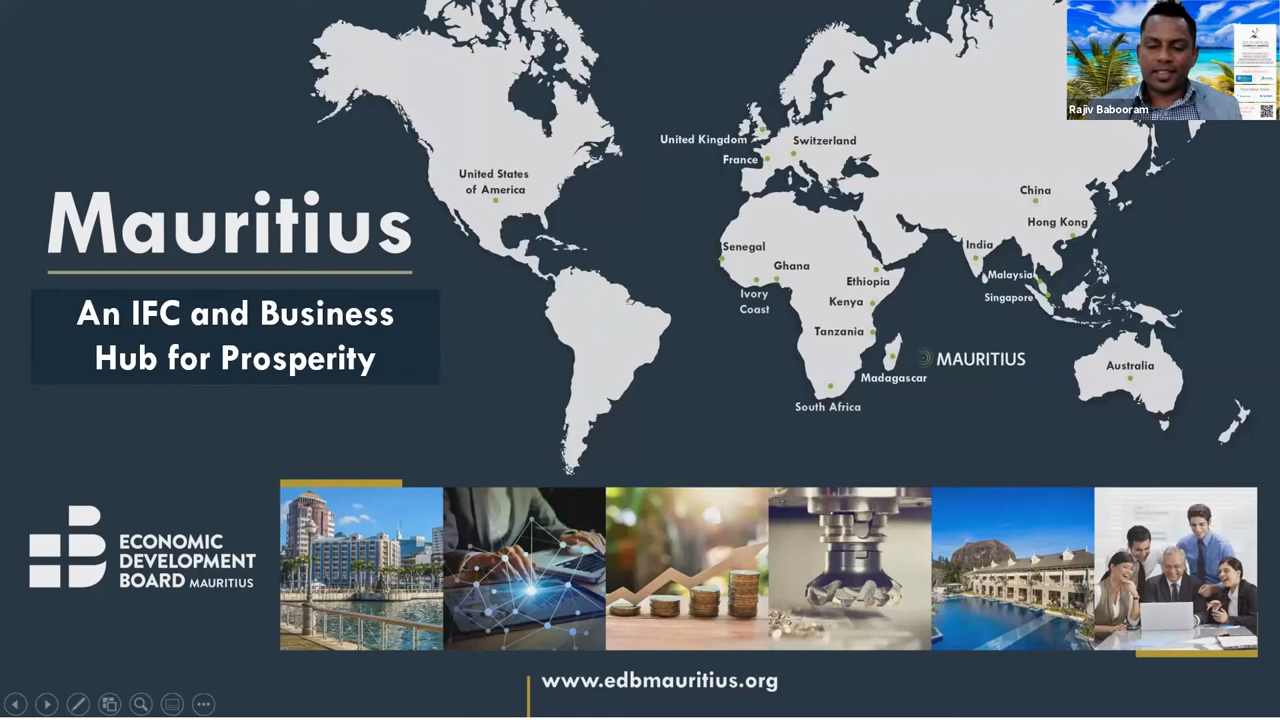 Rajiv Babooram
United Kingdom
Switzerland
France
United States
of America
China
Mauritius
Hong Kong
Senegal
India
Ghana
Ethiopia
Malaysia
Ivory
Coast
Singapore
Kenya
An IFC and Business
Hub for Prosperity
Tanzania
MAURITIUS
Australia
Madagascar
South Africa
ECONOMIC
DEVELOPMENT
BOARD MAURITIUS
www.edbmauritius.org